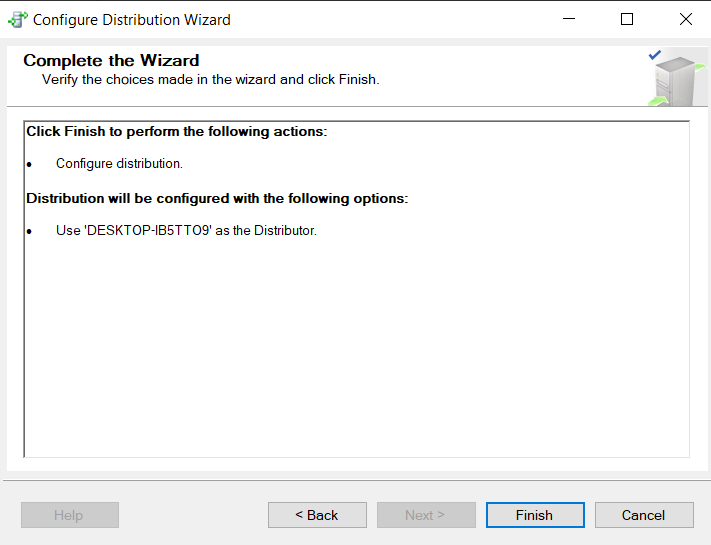 Configure Distribution Wizard
Complete the Wizard
Verify the choices made in the wizard and click Finish.
Click Finish to perform the following actions:
• Configure distribution.
Distribution will be configured with the following options:
• Use 'DESKTOP-IB5TTO9' as the Distributor.
Help
< Back
Next >
Finish
Cancel